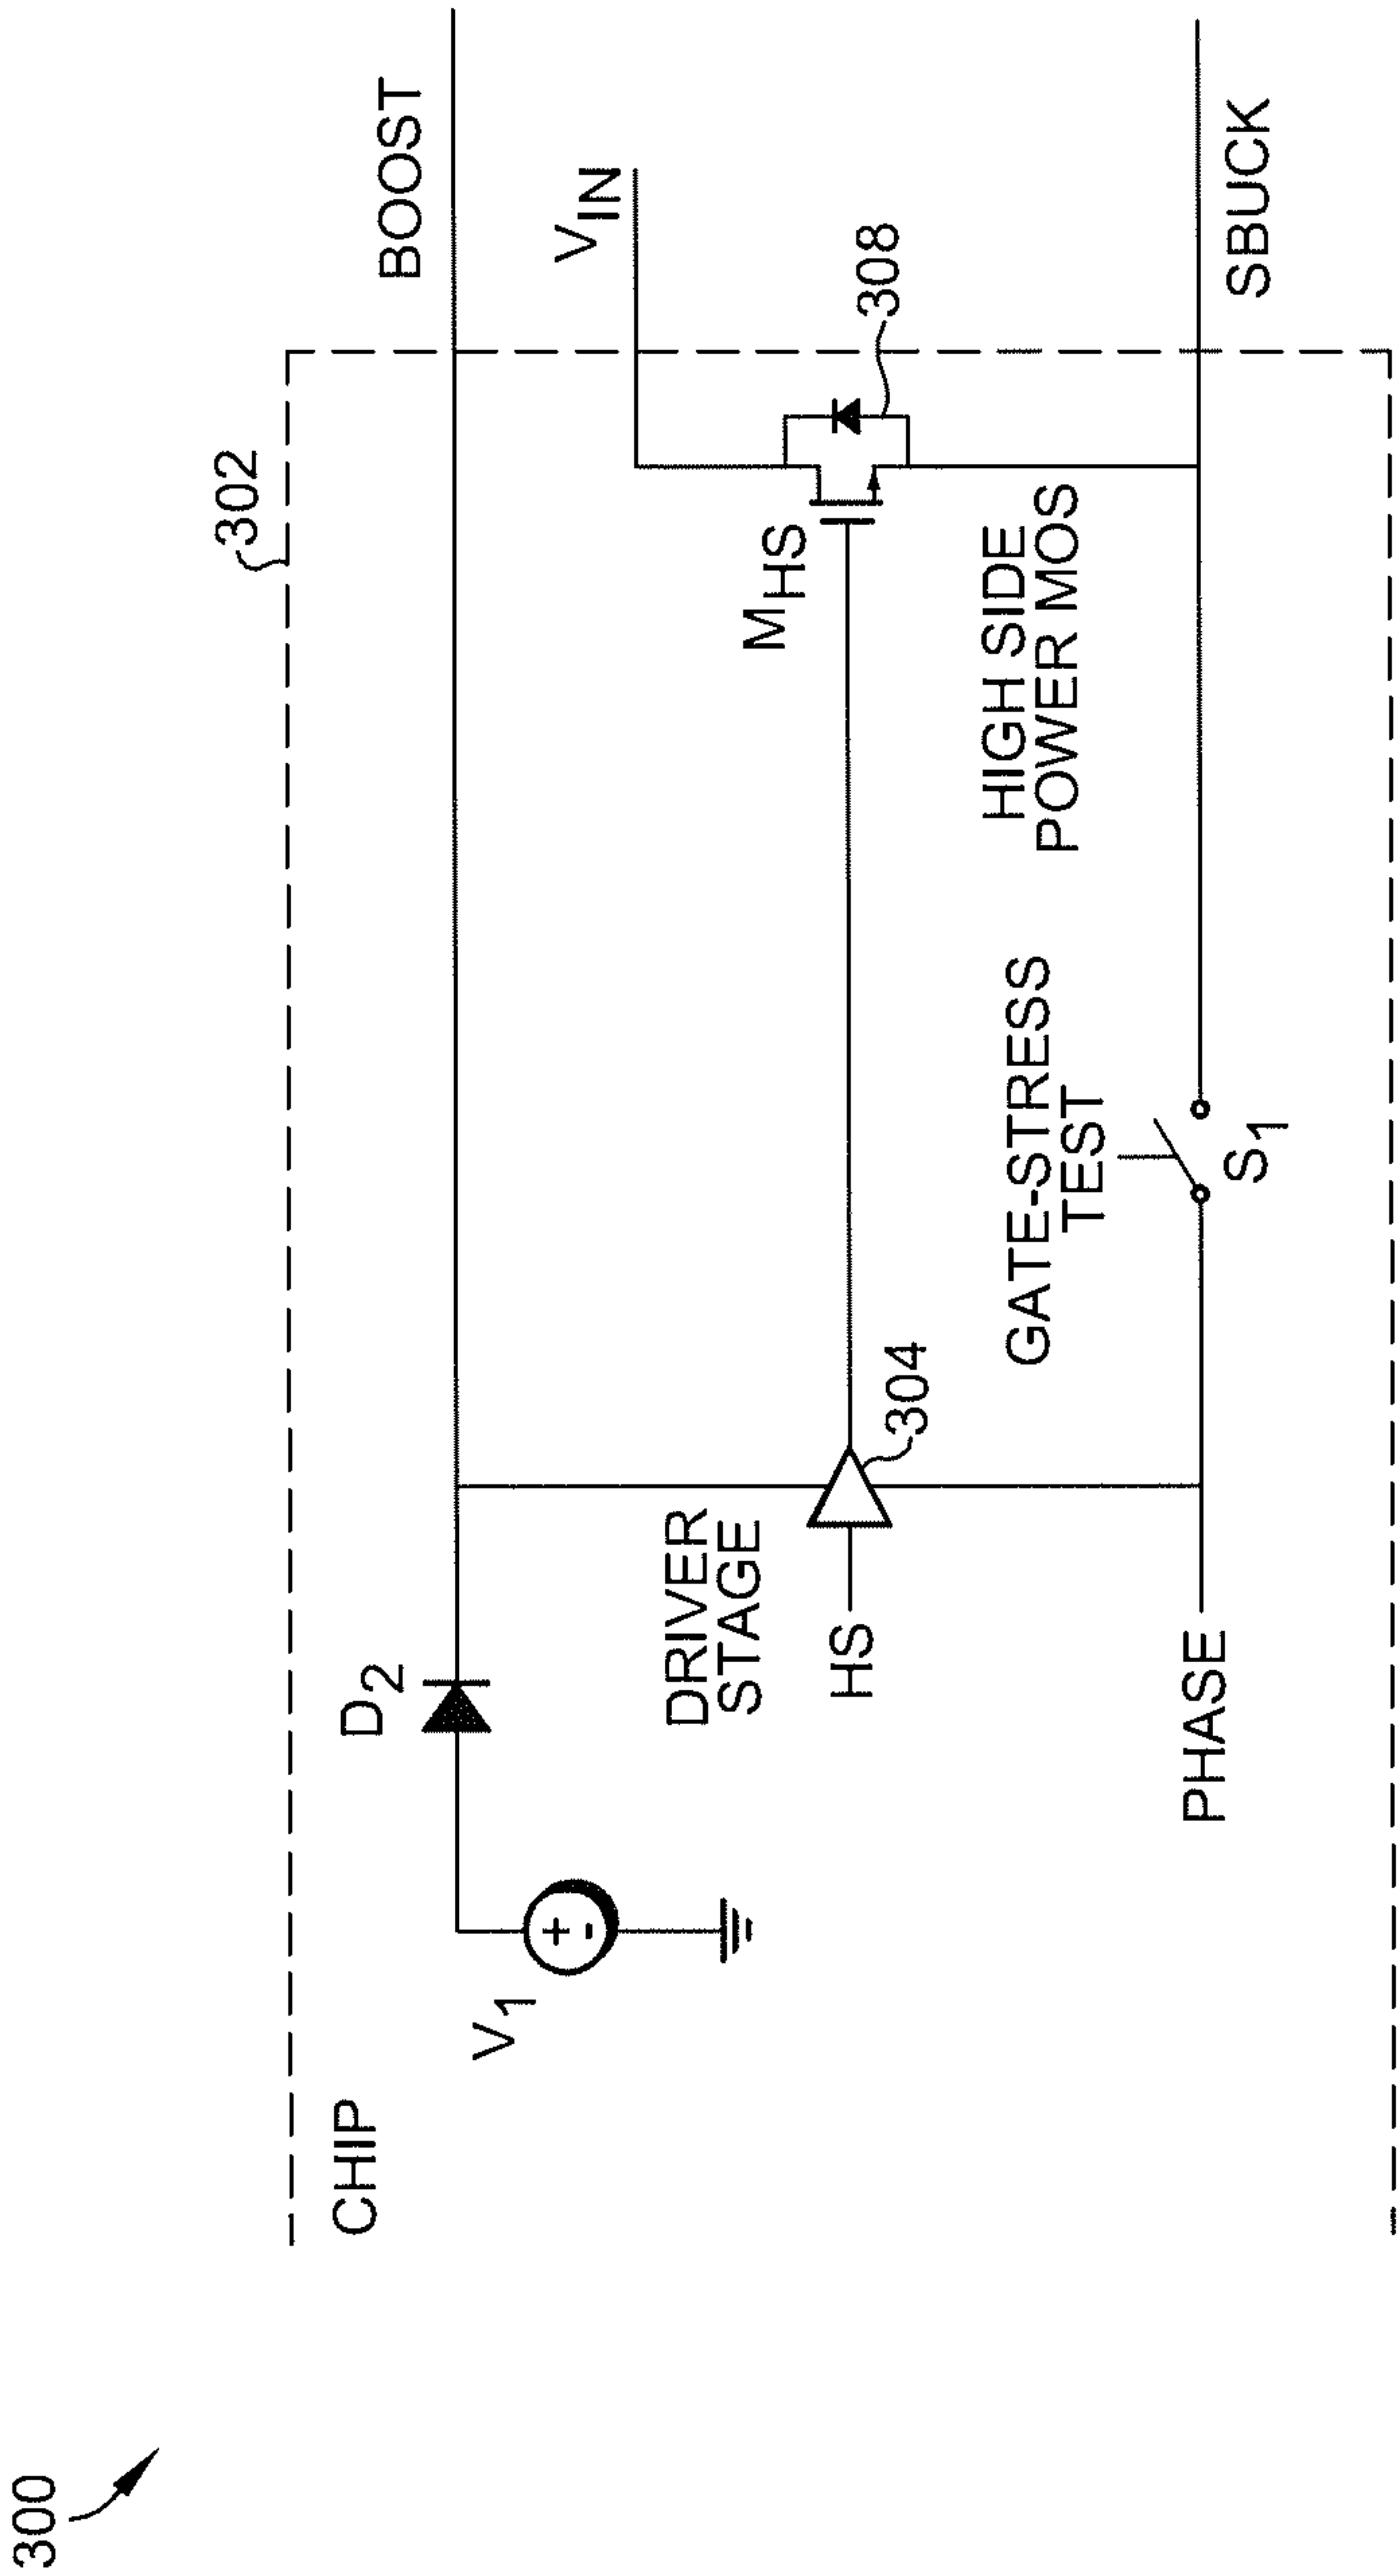 300
CHIP
302
V1
D2
BOOST
VIN
DRIVER
STAGE
HS
304
MHS
308
HIGH SIDE
POWER MOS
GATE-STRESS
TEST
S1
PHASE
SBUCK